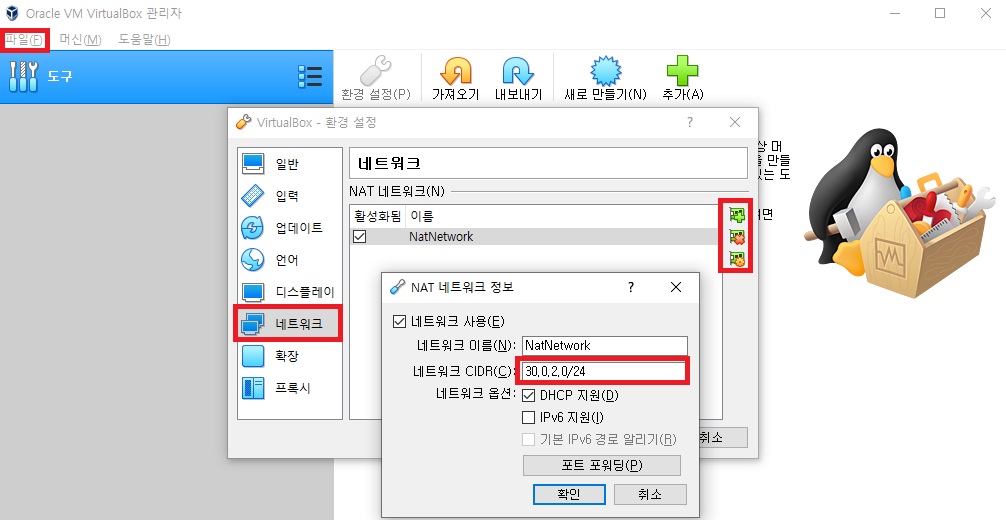 Oracle VM VirtualBox 관리자
파일(F) 머신(M) 도움말(H)
도구
환경 설정(P) 가져오기 내보내기 새로 만들기(N) 추가(A)
VirtualBox - 환경 설정
상 머
을 만들
있는 도
려면
일반
입력
업데이트
언어
디스플레이
네트워크
확장
프록시
네트워크
NAT 네트워크(N)
활성화됨 이름
NatNetwork
취소
NAT 네트워크 정보
네트워크 사용(E)
네트워크 이름(N): NatNetwork
네트워크 CIDR(C): 30,0,2,0/24
네트워크 옵션: DHCP 지원(D)
IPv6 지원(I)
기본 IPv6 경로 알리기(R)
포트 포워딩(P)
확인 취소